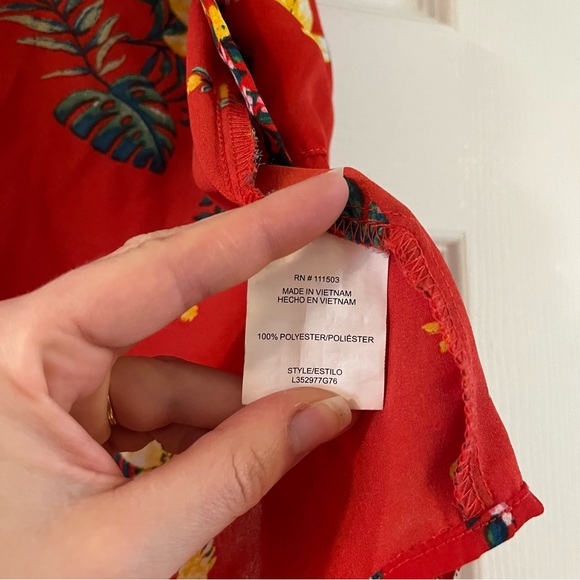 RN # 111503
MADE IN VIETNAM
HECHO EN VIETNAM
100% POLYESTER/POLIÉSTER
STYLE/ESTILO
L352977G76